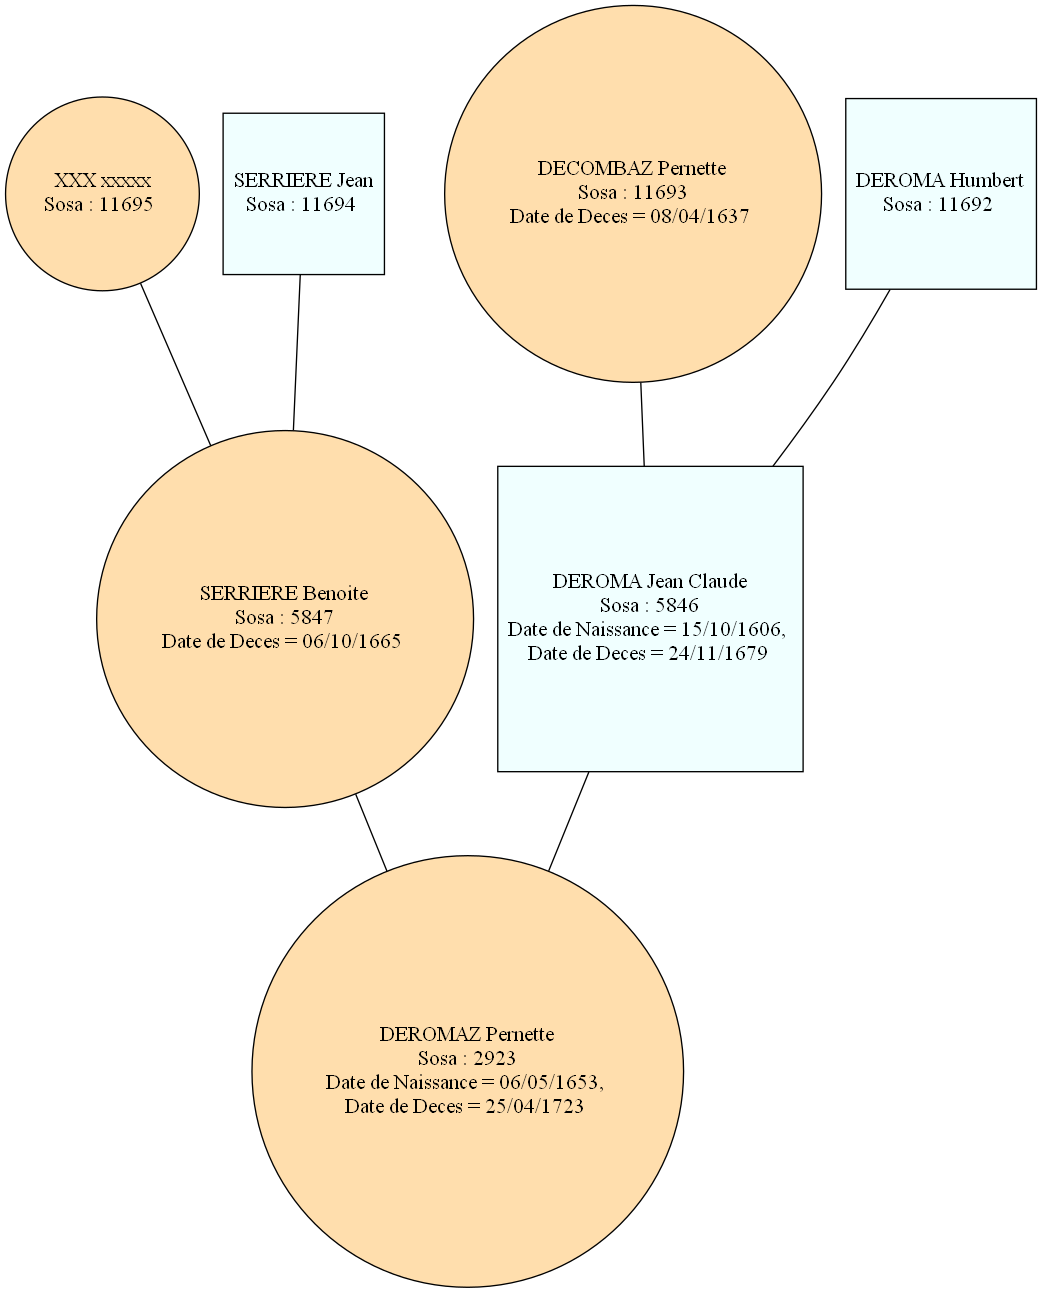 XXX xxxxx
Sosa : 11695
SERRIERE Jean
Sosa : 11694
DECOMBAZ Pernette
Sosa : 11693
Date de Deces = 08/04/1637
DEROMA Humbert
Sosa : 11692
SERRIERE Benoite
Sosa : 5847
Date de Deces = 06/10/1665
DEROMA Jean Claude
Sosa : 5846
Date de Naissance = 15/10/1606,
Date de Deces = 24/11/1679
DEROMAZ Pernette
Sosa : 2923
Date de Naissance = 06/05/1653,
Date de Deces = 25/04/1723